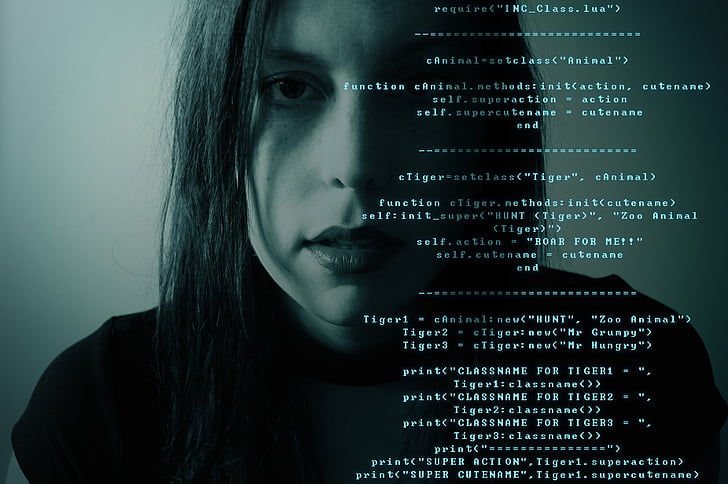 require("INC_Class.lua")
--===========================
cAnimal=setclass("Animal")
function cAnimal.methods:init(action, cutename)
self.superaction = action
self.supercutename = cutename
end
--==========================
cTiger=setclass("Tiger", cAnimal)
function cTiger.methods:init(cutename)
self:init_super("HUNT (Tiger)", "Zoo Animal
(Tiger)")
self.action = "ROAR FOR ME!!"
self.cutename = cutename
end
--==========================
Tiger1 = cAnimal:new("HUNT", "Zoo Animal")
Tiger2 = cTiger:new("Mr Grumpy")
Tiger3 = cTiger:new("Mr Hungry")
print("CLASSNAME FOR TIGER1 = ",
Tiger1:classname())
print("CLASSNAME FOR TIGER2 = ",
Tiger2:classname())
print("CLASSNAME FOR TIGER3 = ",
Tiger3:classname())
print("===============")
print("SUPER ACTION",Tiger1.superaction)
print("SUPER CUTENAME",Tiger1.supercutename)